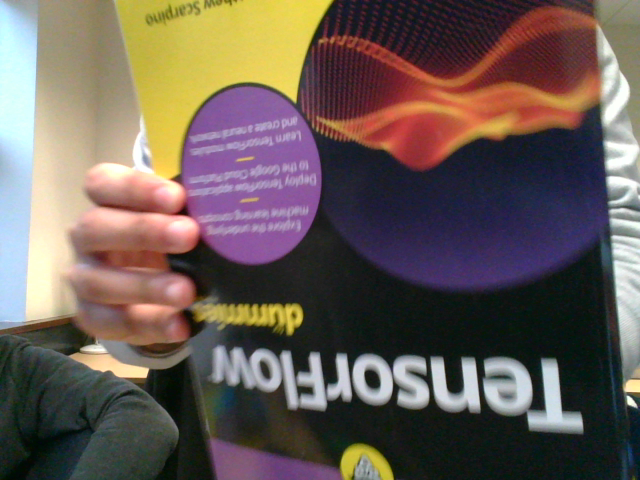 TensorFlow
dummies
Explore the underlying
machine learning concepts
Deploy TensorFlow applications
to the Google Cloud Platform
Learn TensorFlow modules,
and create a neural network
Scarpino